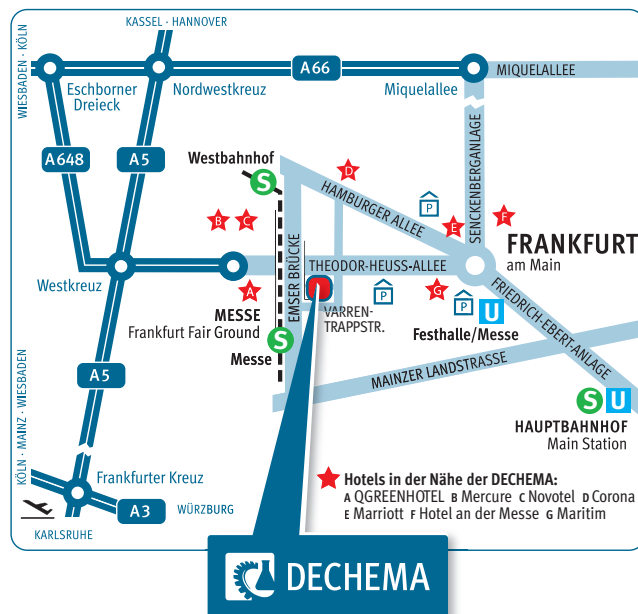 KASSEL · HANNOVER
WIESBADEN · KÖLN
A66
MIQUELALLEE
Eschborner
Dreieck
Nordwestkreuz
Miquelallee
A648
A5
Westbahnhof
S
D
HAMBURGER ALLEE
P
SENCKENBERGANLAGE
B
C
E
F
FRANKFURT
am Main
Westkreuz
EMSER BRÜCKE
THEODOR-HEUSS-ALLEE
A
G
P
P
MESSE
Frankfurt Fair Ground
VARREN-
TRAPPSTR.
U
Festhalle/Messe
FRIEDRICH-EBERT-ANLAGE
S
Messe
MAINZER LANDSTRASSE
A5
KÖLN · MAINZ · WIESBADEN
S U
HAUPTBAHNHOF
Main Station
Frankfurter Kreuz
A3
WÜRZBURG
KARLSRUHE
Hotels in der Nähe der DECHEMA:
A QGREENHOTEL B Mercure C Novotel D Corona
E Marriott F Hotel an der Messe G Maritim
DECHEMA